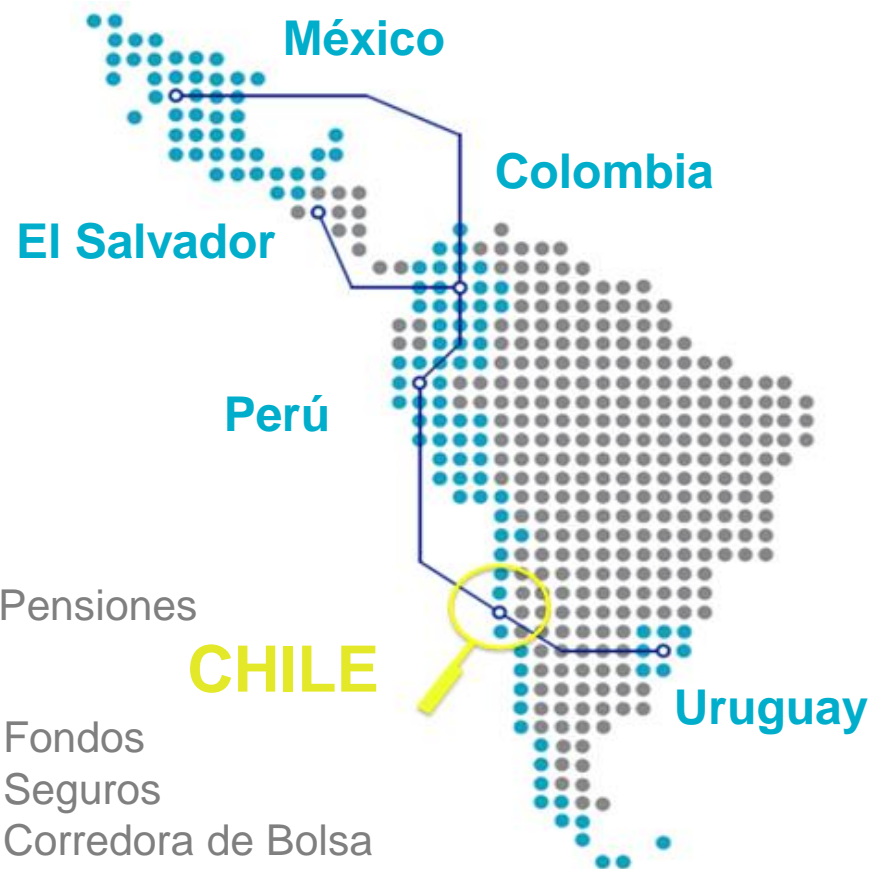 México
Colombia
El Salvador
Perú
Pensiones
CHILE
Uruguay
Fondos
Seguros
Corredora de Bolsa